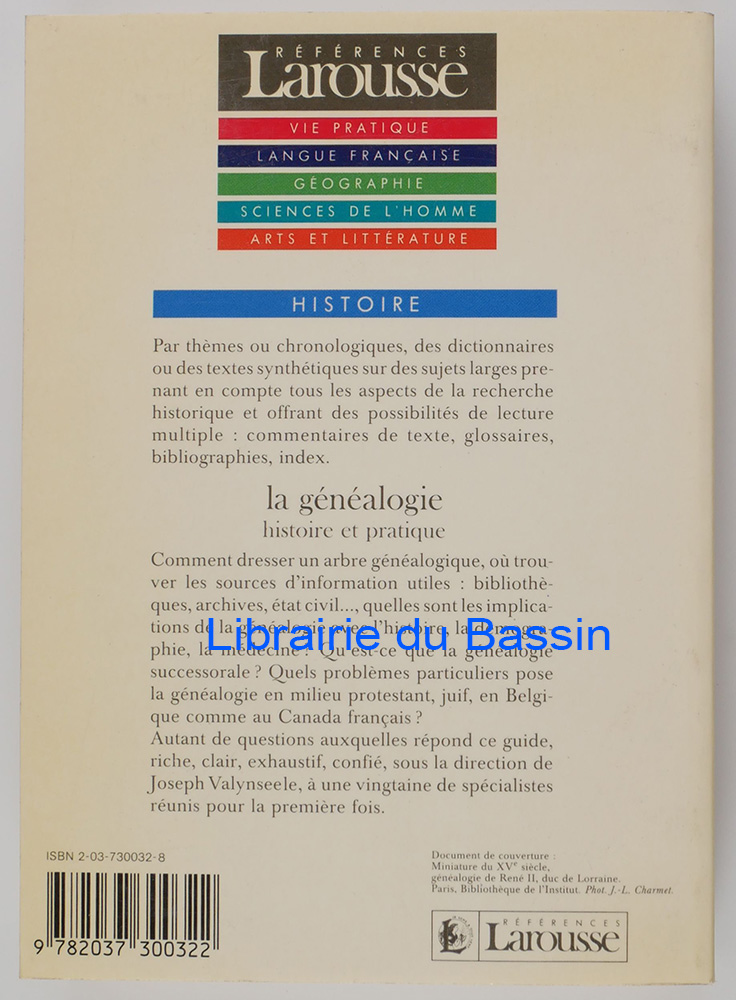 RÉFÉRENCES
Larousse
VIE PRATIQUE
LANGUE FRANÇAISE
GÉOGRAPHIE
SCIENCES DE L'HOMME
ARTS ET LITTÉRATURE
HISTOIRE
Par thèmes ou chronologiques, des dictionnaires
ou des textes synthétiques sur des sujets larges pre-
nant en compte tous les aspects de la recherche
historique et offrant des possibilités de lecture
multiple : commentaires de texte, glossaires,
bibliographies, index.
la généalogie
histoire et pratique
Comment dresser un arbre généalogique, où trou-
ver les sources d'information utiles : bibliothè-
ques, archives, état civil..., quelles sont les implica-
tions de la généalogie avec l'histoire, la démogra-
phie, la médecine ? Qu'est-ce que la généalogie
Librairie du Bassin
successorale ? Quels problèmes particuliers pose
la généalogie en milieu protestant, juif, en Belgi-
que comme au Canada français ?
Autant de questions auxquelles répond ce guide,
riche, clair, exhaustif, confié, sous la direction de
Joseph Valynseele, à une vingtaine de spécialistes
réunis pour la première fois.
ISBN 2-03-730032-8
9 782037 300322
Document de couverture :
Miniature du XVe siècle,
généalogie de René II, duc de Lorraine.
Paris, Bibliothèque de l'Institut. Phot. J.-L. Charmet.
RÉFÉRENCES
Larousse